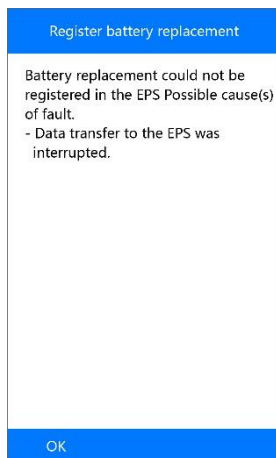 Register battery replacement
Battery replacement could not be
registered in the EPS Possible cause(s)
of fault.
- Data transfer to the EPS was
interrupted.
OK